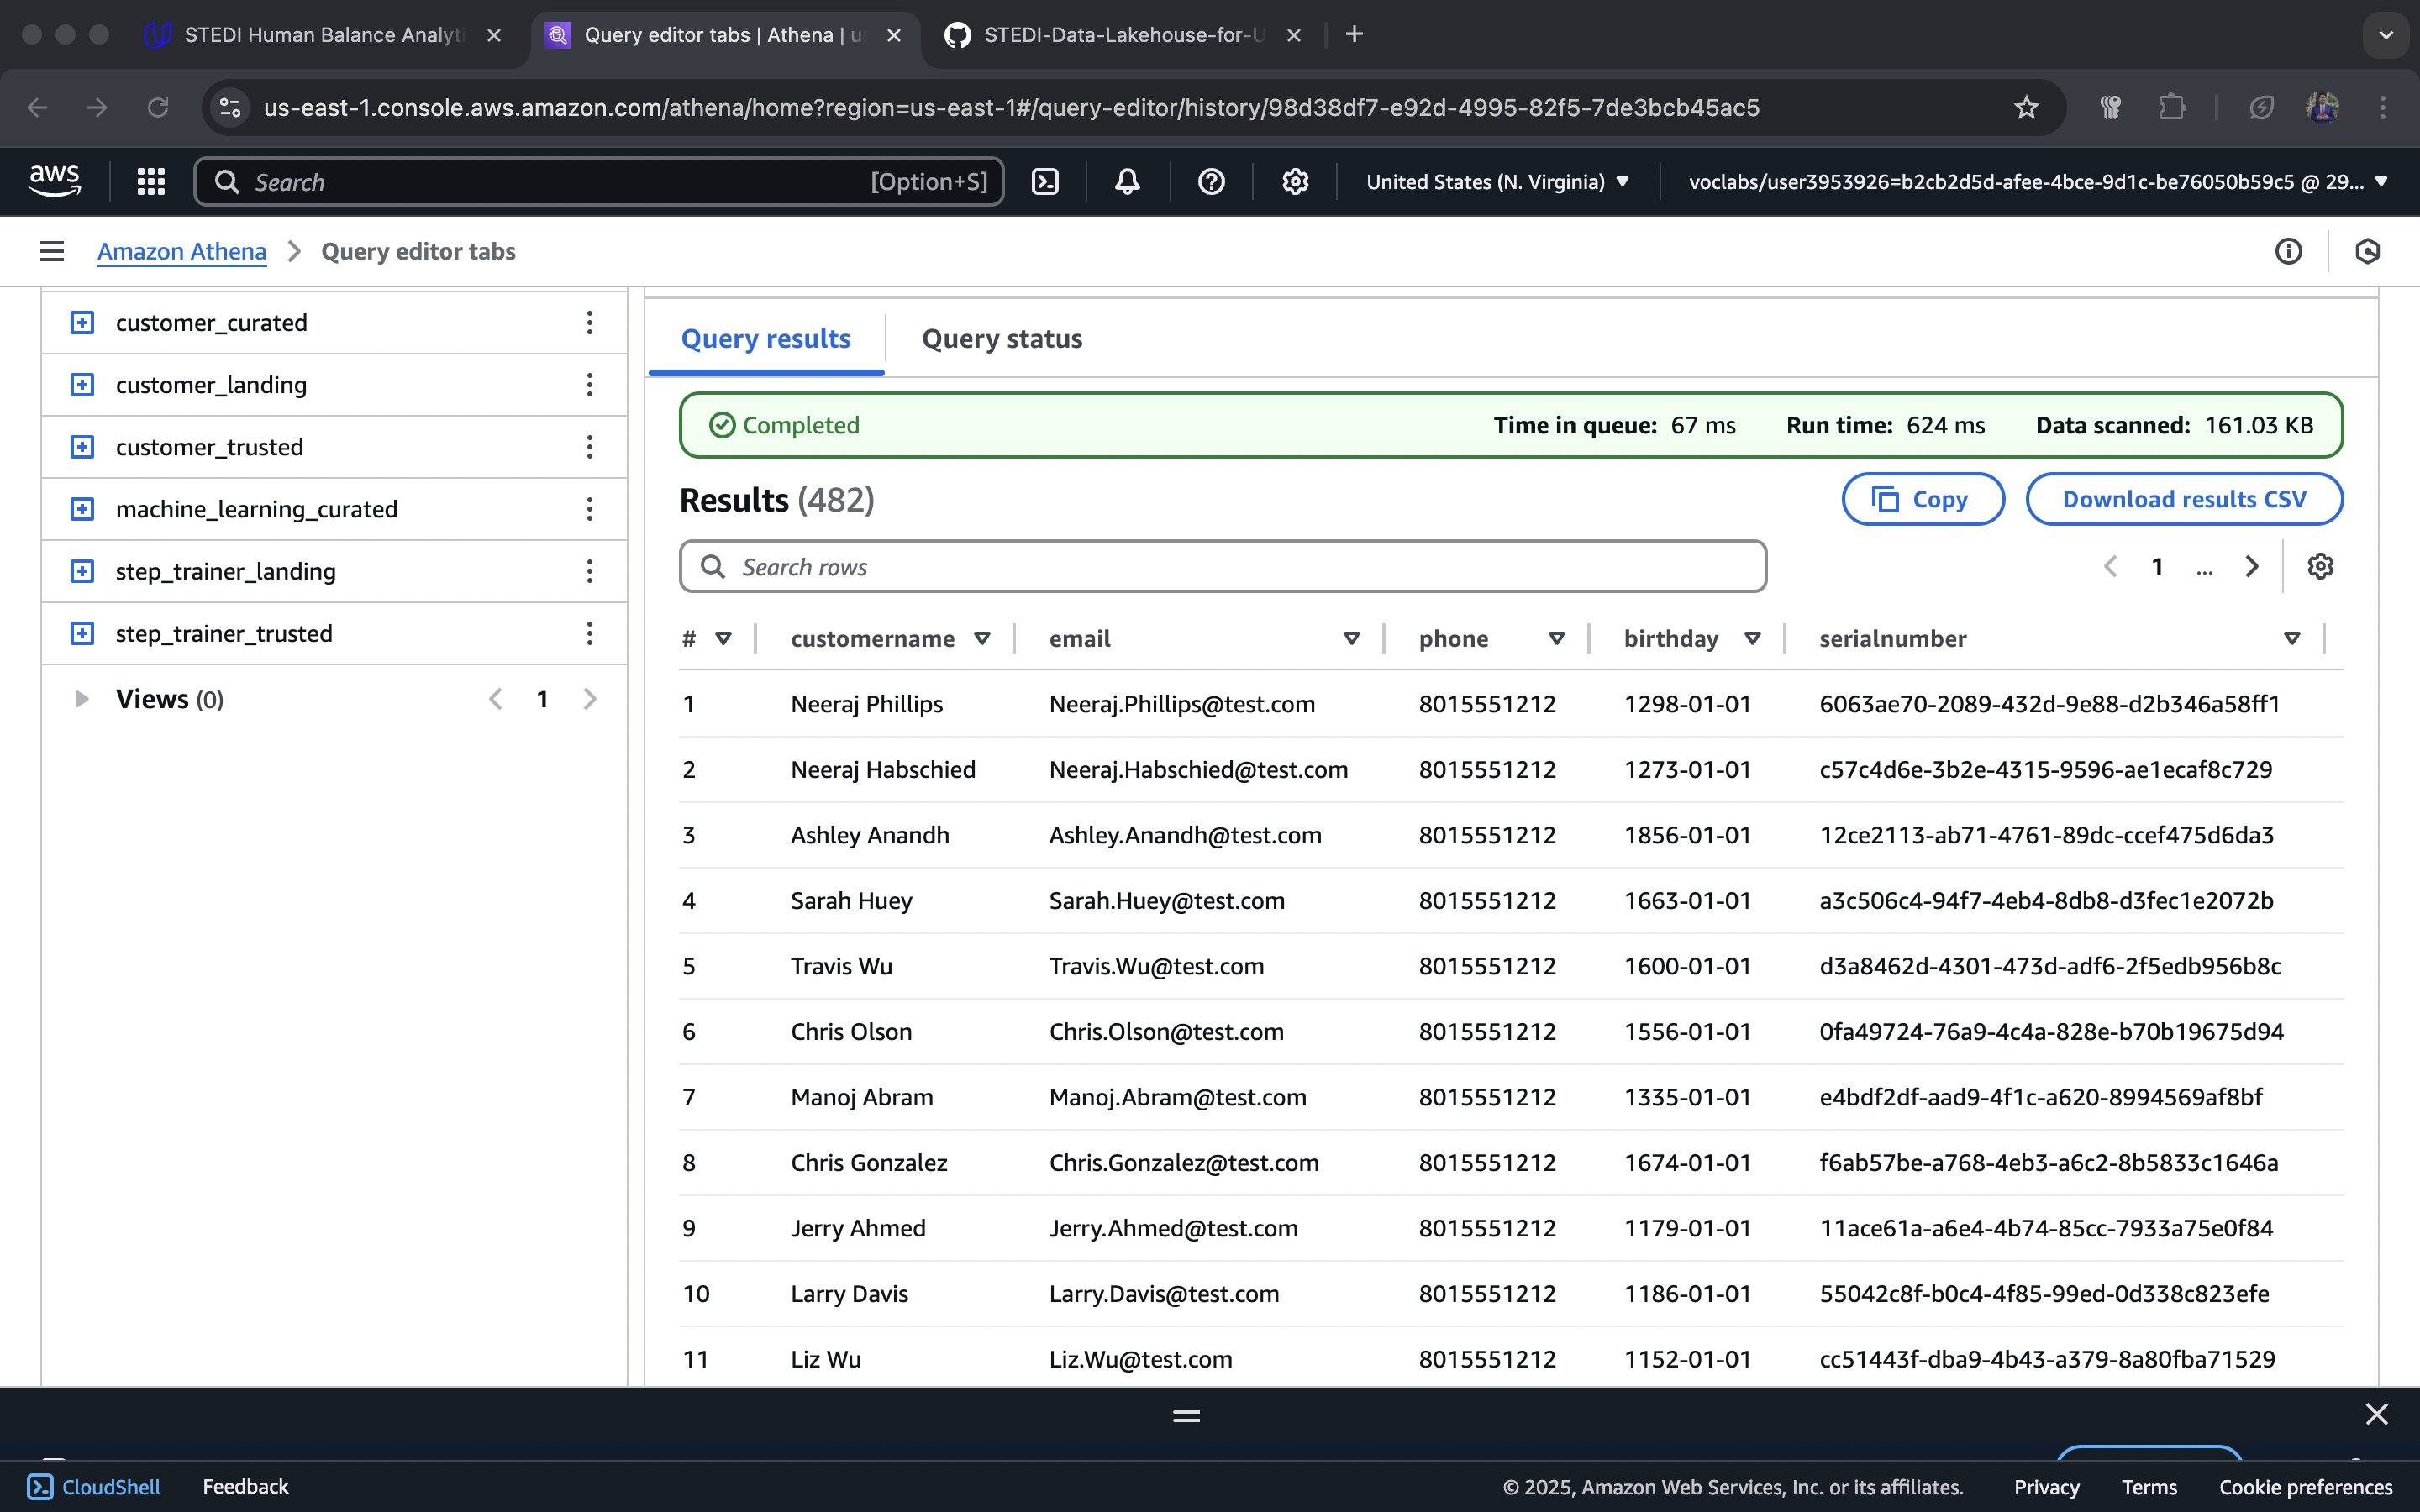 STEDI Human Balance Analyti
Query editor tabs | Athena | us
STEDI-Data-Lakehouse-for-U
us-east-1.console.aws.amazon.com/athena/home?region=us-east-1#/query-editor/history/98d38df7-e92d-4995-82f5-7de3bcb45ac5
aws
Search
[Option+S]
United States (N. Virginia)
voclabs/user3953926=b2cb2d5d-afee-4bce-9d1c-be76050b59c5 @ 29...
Amazon Athena
Query editor tabs
customer_curated
customer_landing
customer_trusted
machine_learning_curated
step_trainer_landing
step_trainer_trusted
Views (0)
1
Query results
Query status
Completed
Time in queue: 67 ms
Run time: 624 ms
Data scanned: 161.03 KB
Results (482)
Copy
Download results CSV
Search rows
1 ...
# customername email phone birthday serialnumber
1 Neeraj Phillips Neeraj.Phillips@test.com 8015551212 1298-01-01 6063ae70-2089-432d-9e88-d2b346a58ff1
2 Neeraj Habschied Neeraj.Habschied@test.com 8015551212 1273-01-01 c57c4d6e-3b2e-4315-9596-ae1ecaf8c729
3 Ashley Anandh Ashley.Anandh@test.com 8015551212 1856-01-01 12ce2113-ab71-4761-89dc-ccef475d6da3
4 Sarah Huey Sarah.Huey@test.com 8015551212 1663-01-01 a3c506c4-94f7-4eb4-8db8-d3fec1e2072b
5 Travis Wu Travis.Wu@test.com 8015551212 1600-01-01 d3a8462d-4301-473d-adf6-2f5edb956b8c
6 Chris Olson Chris.Olson@test.com 8015551212 1556-01-01 0fa49724-76a9-4c4a-828e-b70b19675d94
7 Manoj Abram Manoj.Abram@test.com 8015551212 1335-01-01 e4bdf2df-aad9-4f1c-a620-8994569af8bf
8 Chris Gonzalez Chris.Gonzalez@test.com 8015551212 1674-01-01 f6ab57be-a768-4eb3-a6c2-8b5833c1646a
9 Jerry Ahmed Jerry.Ahmed@test.com 8015551212 1179-01-01 11ace61a-a6e4-4b74-85cc-7933a75e0f84
10 Larry Davis Larry.Davis@test.com 8015551212 1186-01-01 55042c8f-b0c4-4f85-99ed-0d338c823efe
11 Liz Wu Liz.Wu@test.com 8015551212 1152-01-01 cc51443f-dba9-4b43-a379-8a80fba71529
CloudShell
Feedback
© 2025, Amazon Web Services, Inc. or its affiliates.
Privacy
Terms
Cookie preferences